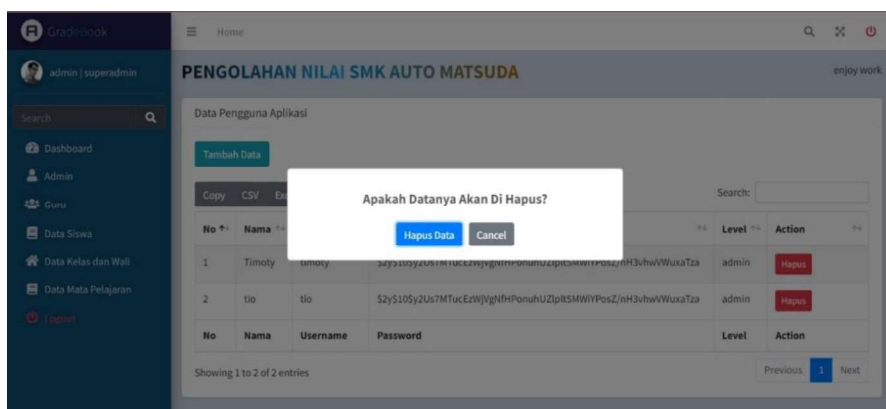 GradeBook
Home
admin | superadmin
PENGOLAHAN NILAI SMK AUTO MATSUDA
enjoy work
Search
Data Pengguna Aplikasi
Dashboard
Tambah Data
Admin
Guru
Copy CSV
Apakah Datanya Akan Di Hapus?
Search:
Hapus Data Cancel
Data Siswa
No Nama Level Action
Data Kelas dan Wali
1 Timoty timoty admin Hapus
Data Mata Pelajaran
2 tio tio admin Hapus
Logout
No Nama Username Password Level Action
Showing 1 to 2 of 2 entries
Previous 1 Next